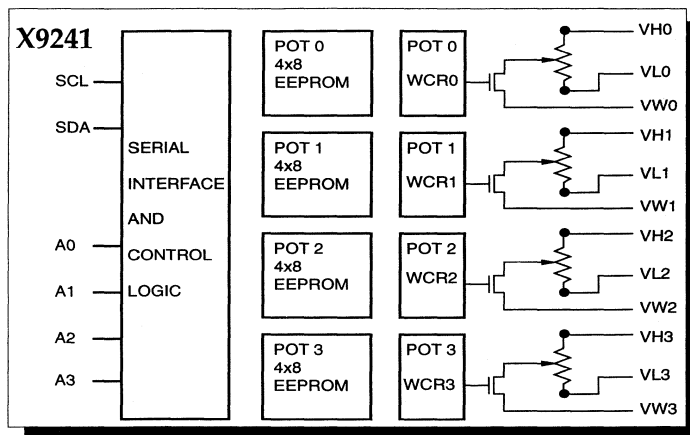 X9241
SCL
SDA
A0
A1
A2
A3
SERIAL
INTERFACE
AND
CONTROL
LOGIC
POT 0
4x8
EEPROM
POT 0
WCR0
VH0
VL0
VW0
POT 1
4x8
EEPROM
POT 1
WCR1
VH1
VL1
VW1
POT 2
4x8
EEPROM
POT 2
WCR2
VH2
VL2
VW2
POT 3
4x8
EEPROM
POT 3
WCR3
VH3
VL3
VW3